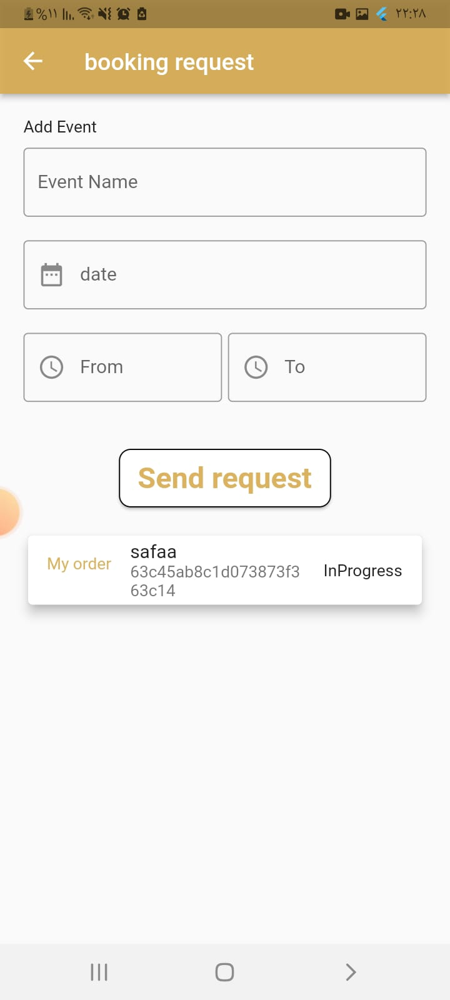 %١١
٢٢:٢٨
booking request
Add Event
Event Name
date
From
To
Send request
My order
safaa
63c45ab8c1d073873f3
63c14
InProgress